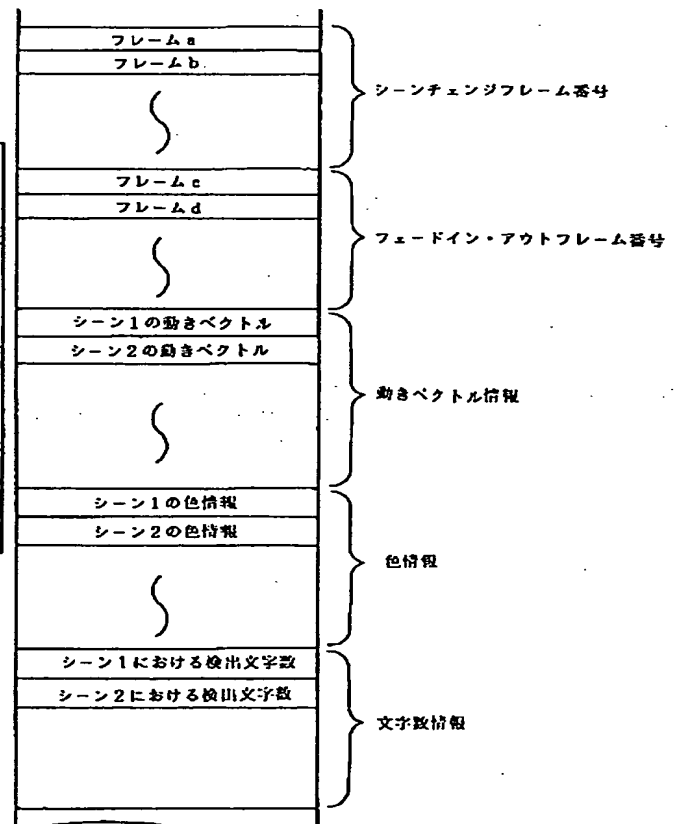 フレームa
フレームb
シーンチェンジフレーム番号
フレームc
フレームd
フェードイン・アウトフレーム番号
シーン1の動きベクトル
シーン2の動きベクトル
動きベクトル情報
シーン1の色情報
シーン2の色情報
色情報
シーン1における検出文字数
シーン2における検出文字数
文字数情報